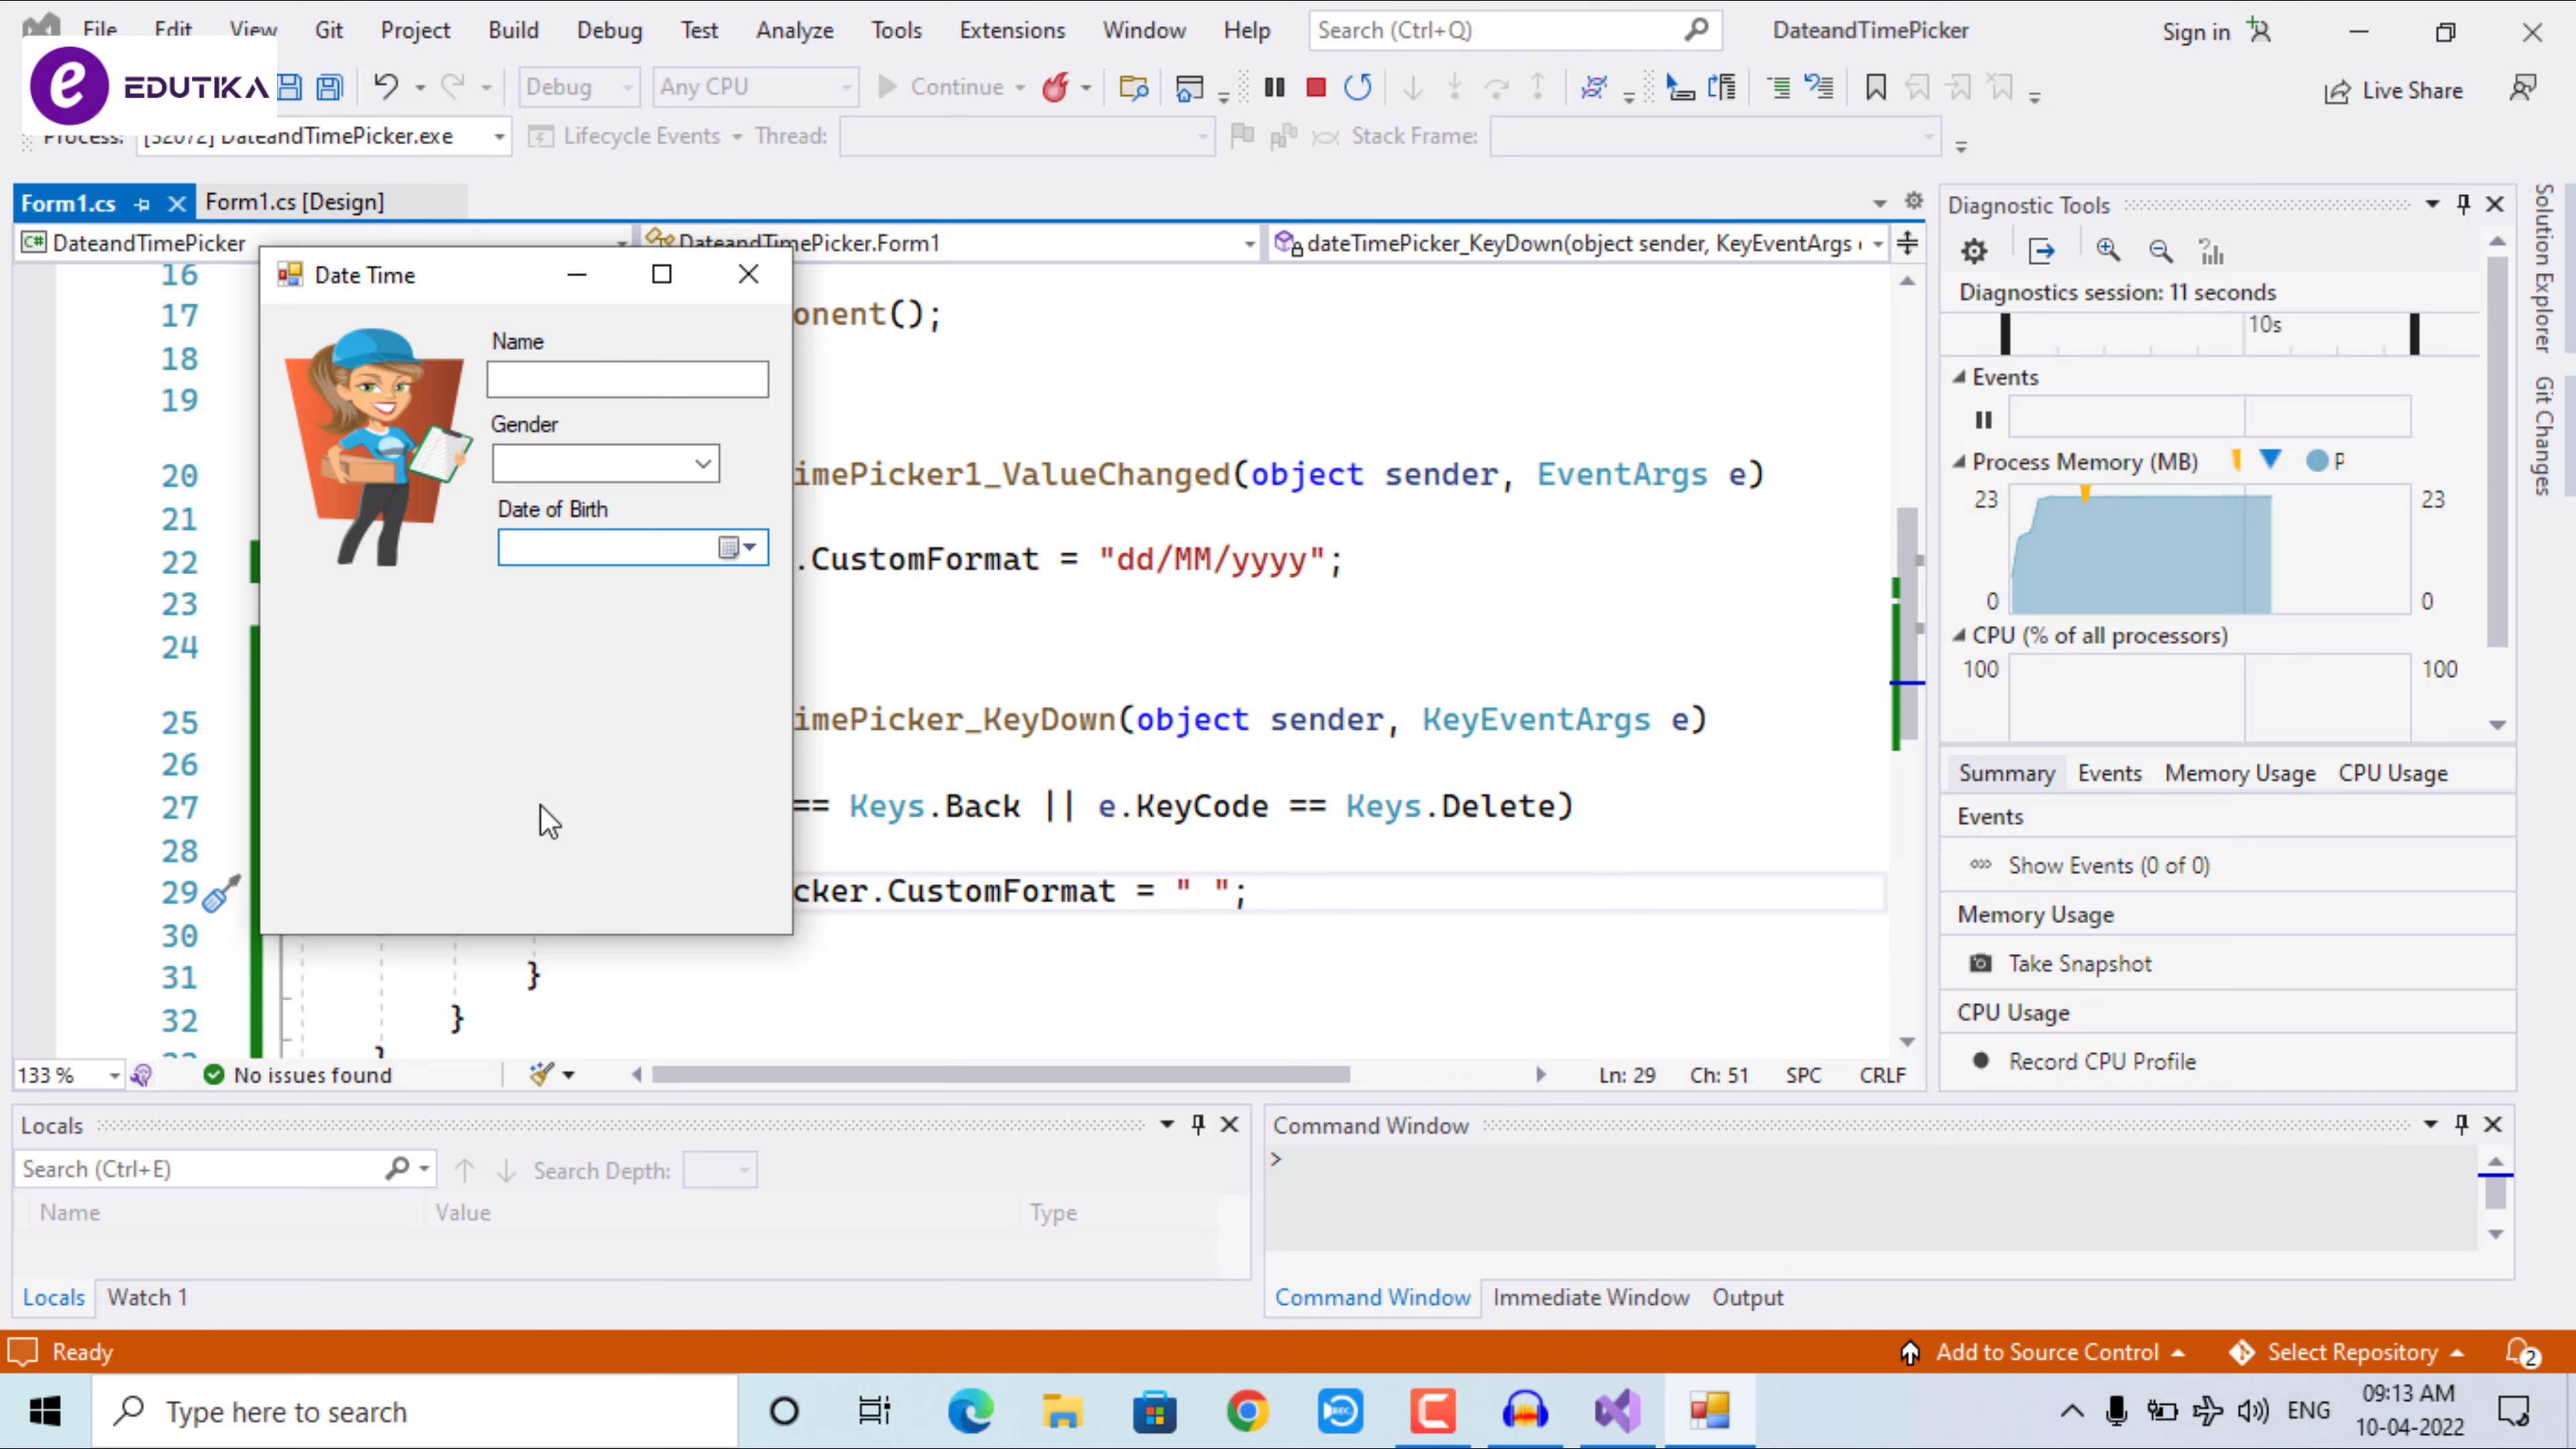 File Edit View Git Project Build Debug Test Analyze Tools Extensions Window Help Search (Ctrl+Q) DateandTimePicker Sign in
e EDUTIKA Debug Any CPU Continue Live Share
Process: [32072] DateandTimePicker.exe Lifecycle Events Thread: Stack Frame:
Form1.cs Form1.cs [Design]
C# DateandTimePicker DateandTimePicker.Form1 dateTimePicker_KeyDown(object sender, KeyEventArgs
Date Time
Name
Gender
Date of Birth
16
17 onent();
18
19
20 imePicker1_ValueChanged(object sender, EventArgs e)
21
22 .CustomFormat = "dd/MM/yyyy";
23
24
25 imePicker_KeyDown(object sender, KeyEventArgs e)
26
27 == Keys.Back || e.KeyCode == Keys.Delete)
28
29 cker.CustomFormat = " ";
30
31 }
32 }
133 % No issues found Ln: 29 Ch: 51 SPC CRLF
Diagnostic Tools
Diagnostics session: 11 seconds
10s
Events
Process Memory (MB) P
23 23
0 0
CPU (% of all processors)
100 100
Summary Events Memory Usage CPU Usage
Events
Show Events (0 of 0)
Memory Usage
Take Snapshot
CPU Usage
Record CPU Profile
Solution Explorer
Git Changes
Locals
Search (Ctrl+E) Search Depth:
Name Value Type
Locals Watch 1
Command Window
>
Command Window Immediate Window Output
Ready Add to Source Control Select Repository 2
Type here to search ENG 09:13 AM
10-04-2022